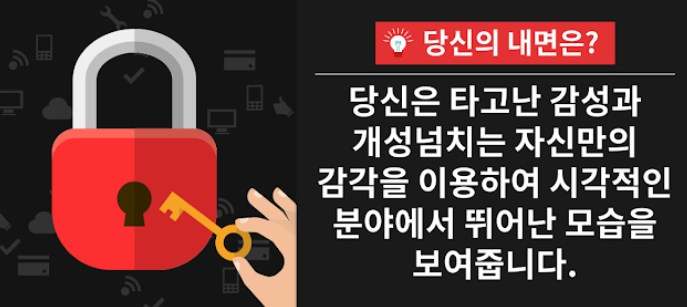 당신의 내면은?
당신은 타고난 감성과
개성넘치는 자신만의
감각을 이용하여 시각적인
분야에서 뛰어난 모습을
보여줍니다.